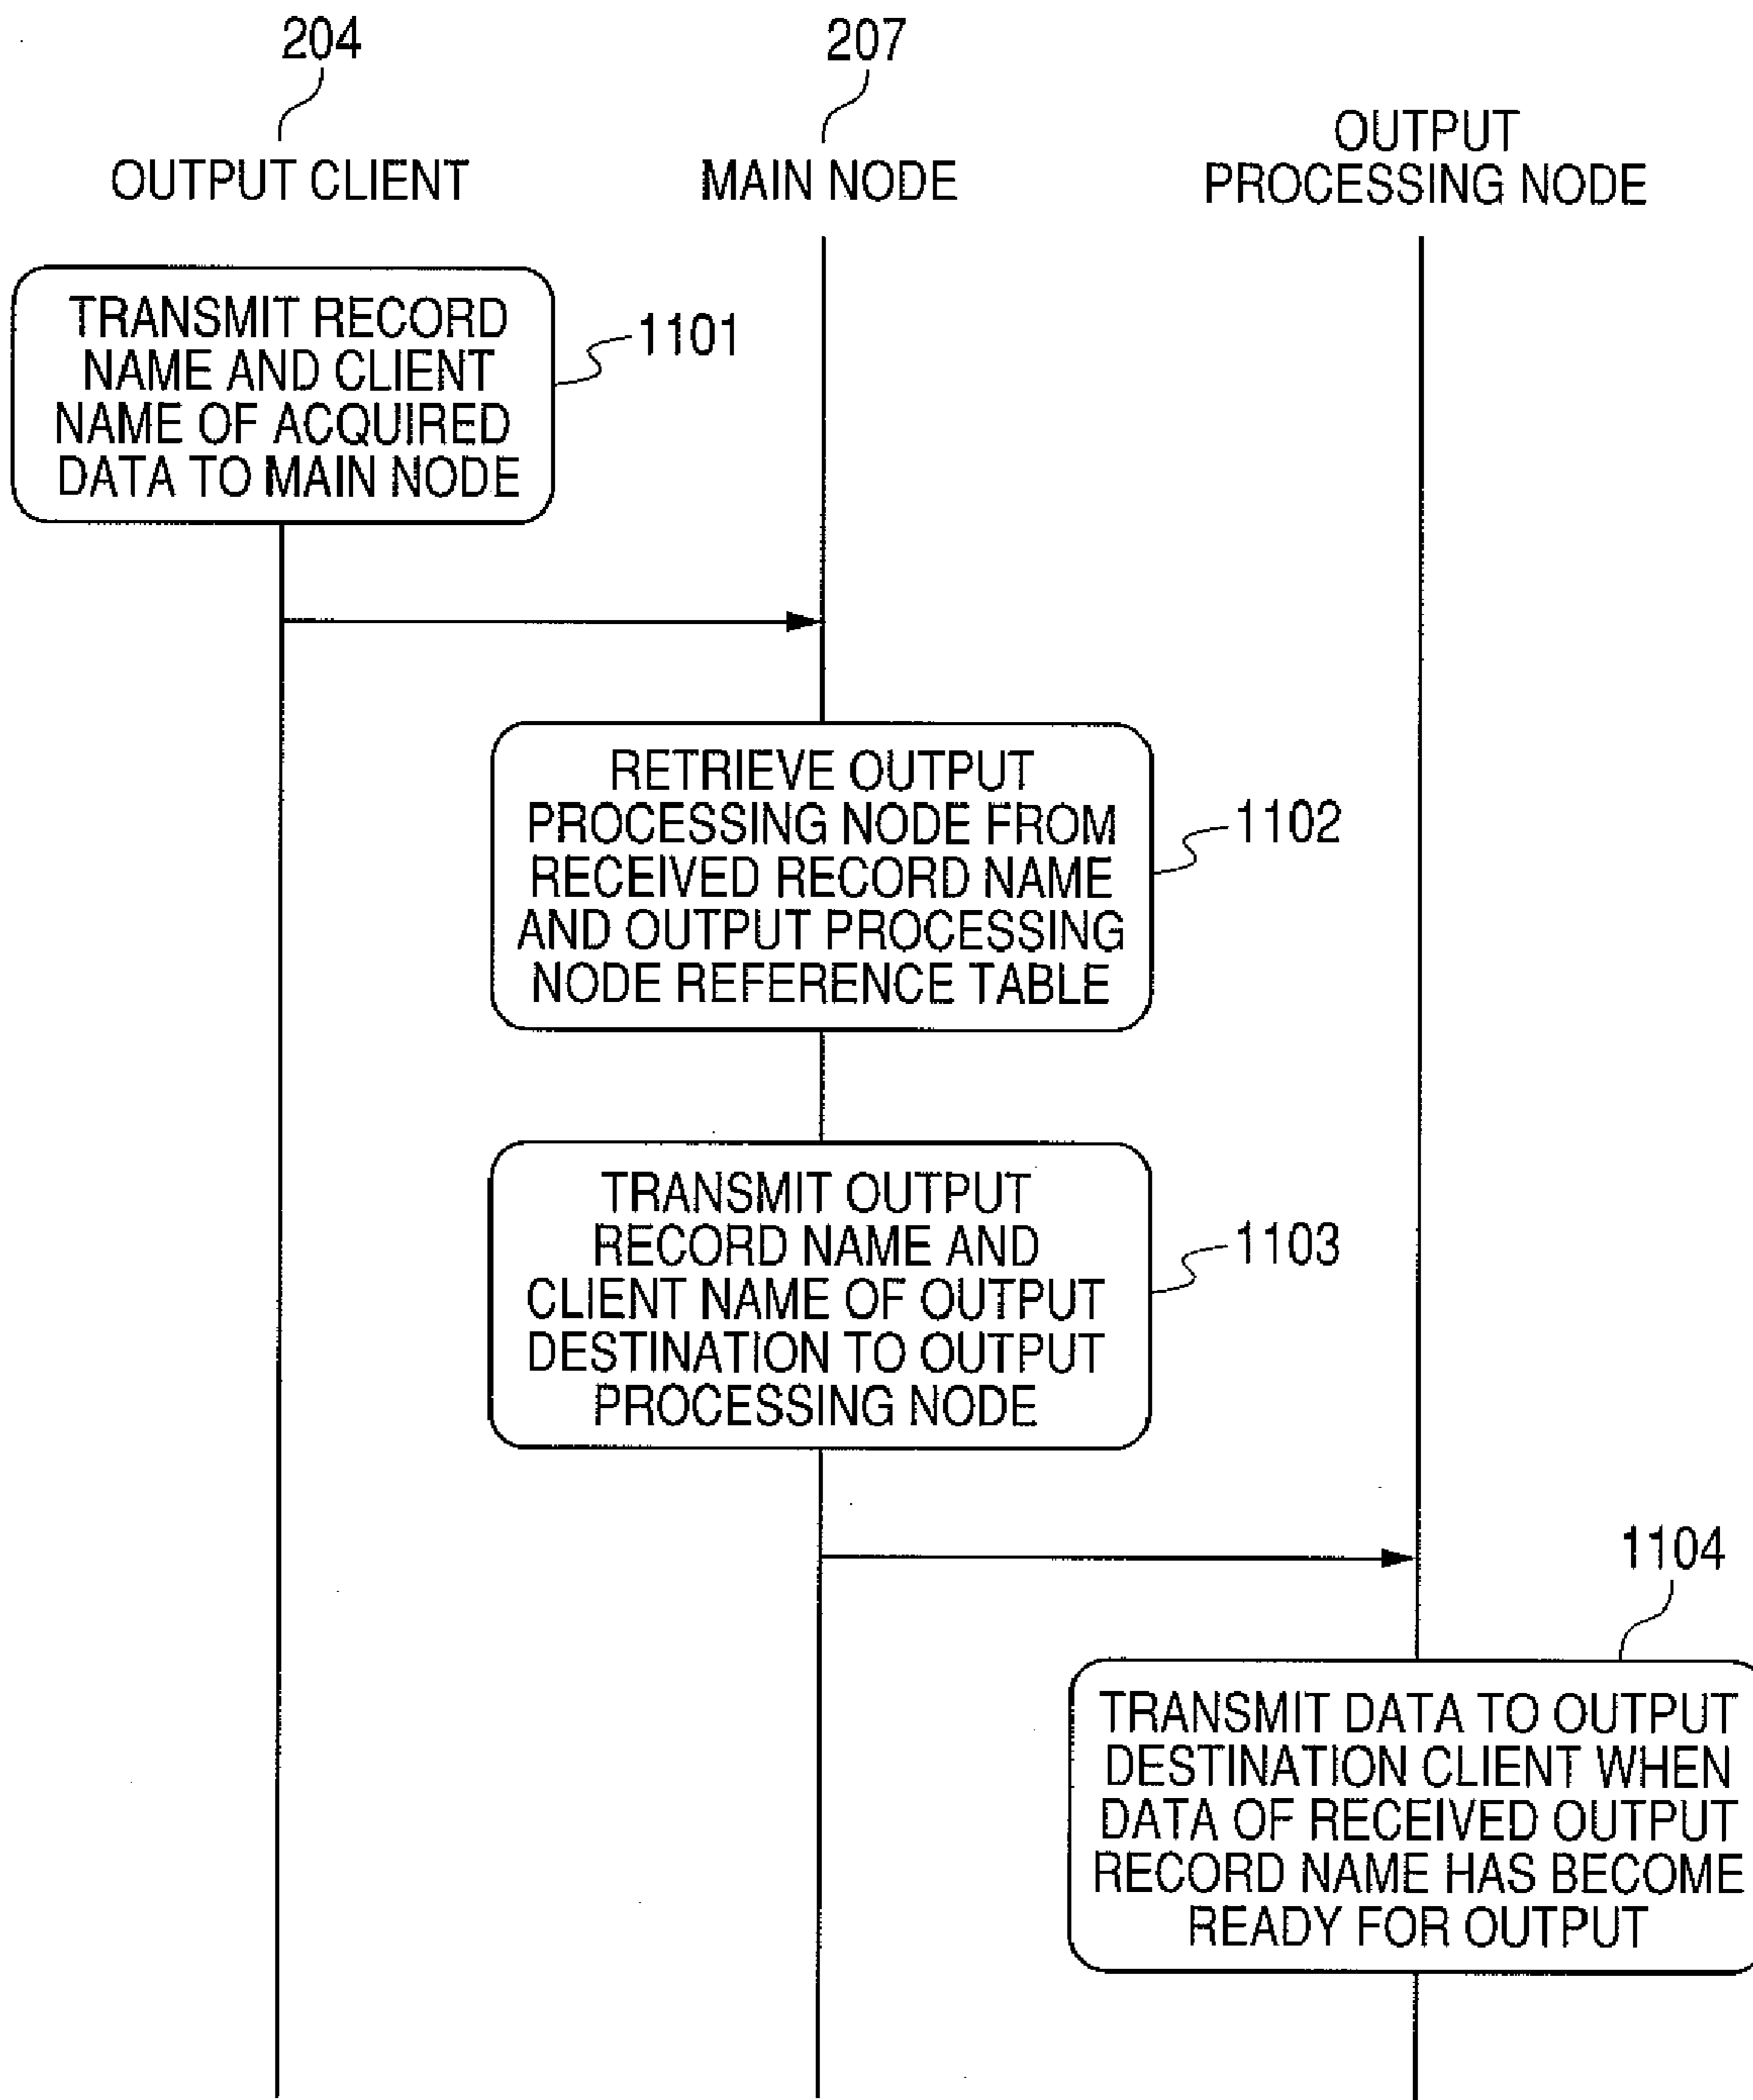 204
207
OUTPUT CLIENT
MAIN NODE
OUTPUT
PROCESSING NODE
TRANSMIT RECORD
NAME AND CLIENT
NAME OF ACQUIRED
DATA TO MAIN NODE
1101
RETRIEVE OUTPUT
PROCESSING NODE FROM
RECEIVED RECORD NAME
AND OUTPUT PROCESSING
NODE REFERENCE TABLE
1102
TRANSMIT OUTPUT
RECORD NAME AND
CLIENT NAME OF OUTPUT
DESTINATION TO OUTPUT
PROCESSING NODE
1103
1104
TRANSMIT DATA TO OUTPUT
DESTINATION CLIENT WHEN
DATA OF RECEIVED OUTPUT
RECORD NAME HAS BECOME
READY FOR OUTPUT